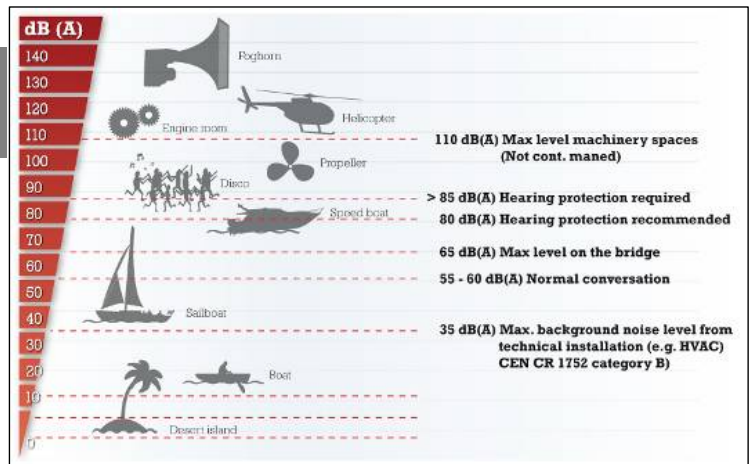 dB (A)
140
130
120
110
100
90
80
70
60
50
40
30
20
10
0
Foghorn
Helicopter
Engine room
Propeller
Disco
Speed boat
Sailboat
Boat
Desert island
110 dB(A) Max level machinery spaces
(Not cont. maned)
> 85 dB(A) Hearing protection required
80 dB(A) Hearing protection recommended
65 dB(A) Max level on the bridge
55 - 60 dB(A) Normal conversation
35 dB(A) Max. background noise level from
technical installation (e.g. HVAC)
CEN CR 1752 category B)